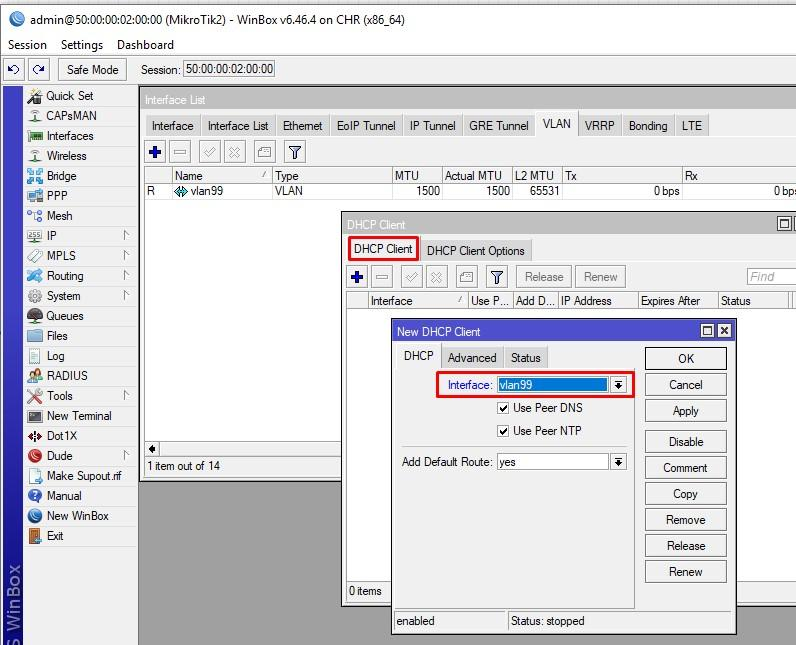 admin@50:00:00:02:00:00 (MikroTik2) - WinBox v6.46.4 on CHR (x86_64)
Session Settings Dashboard
Safe Mode Session: 50:00:00:02:00:00
Quick Set
CAPsMAN
Interfaces
Wireless
Bridge
PPP
Mesh
IP
MPLS
Routing
System
Queues
Files
Log
RADIUS
Tools
New Terminal
Dot1X
Dude
Make Supout.rif
Manual
New WinBox
Exit
S WinBox
Interface List
Interface Interface List Ethernet EoIP Tunnel IP Tunnel GRE Tunnel VLAN VRRP Bonding LTE
Name Type MTU Actual MTU L2 MTU Tx Rx
R vlan99 VLAN 1500 1500 65531 0 bps 0 bps
1 item out of 14
DHCP Client
DHCP Client DHCP Client Options
Release Renew Find
Interface Use P... Add D... IP Address Expires After Status
0 items
New DHCP Client
DHCP Advanced Status
Interface: vlan99
Use Peer DNS
Use Peer NTP
Add Default Route: yes
OK
Cancel
Apply
Disable
Comment
Copy
Remove
Release
Renew
enabled Status: stopped